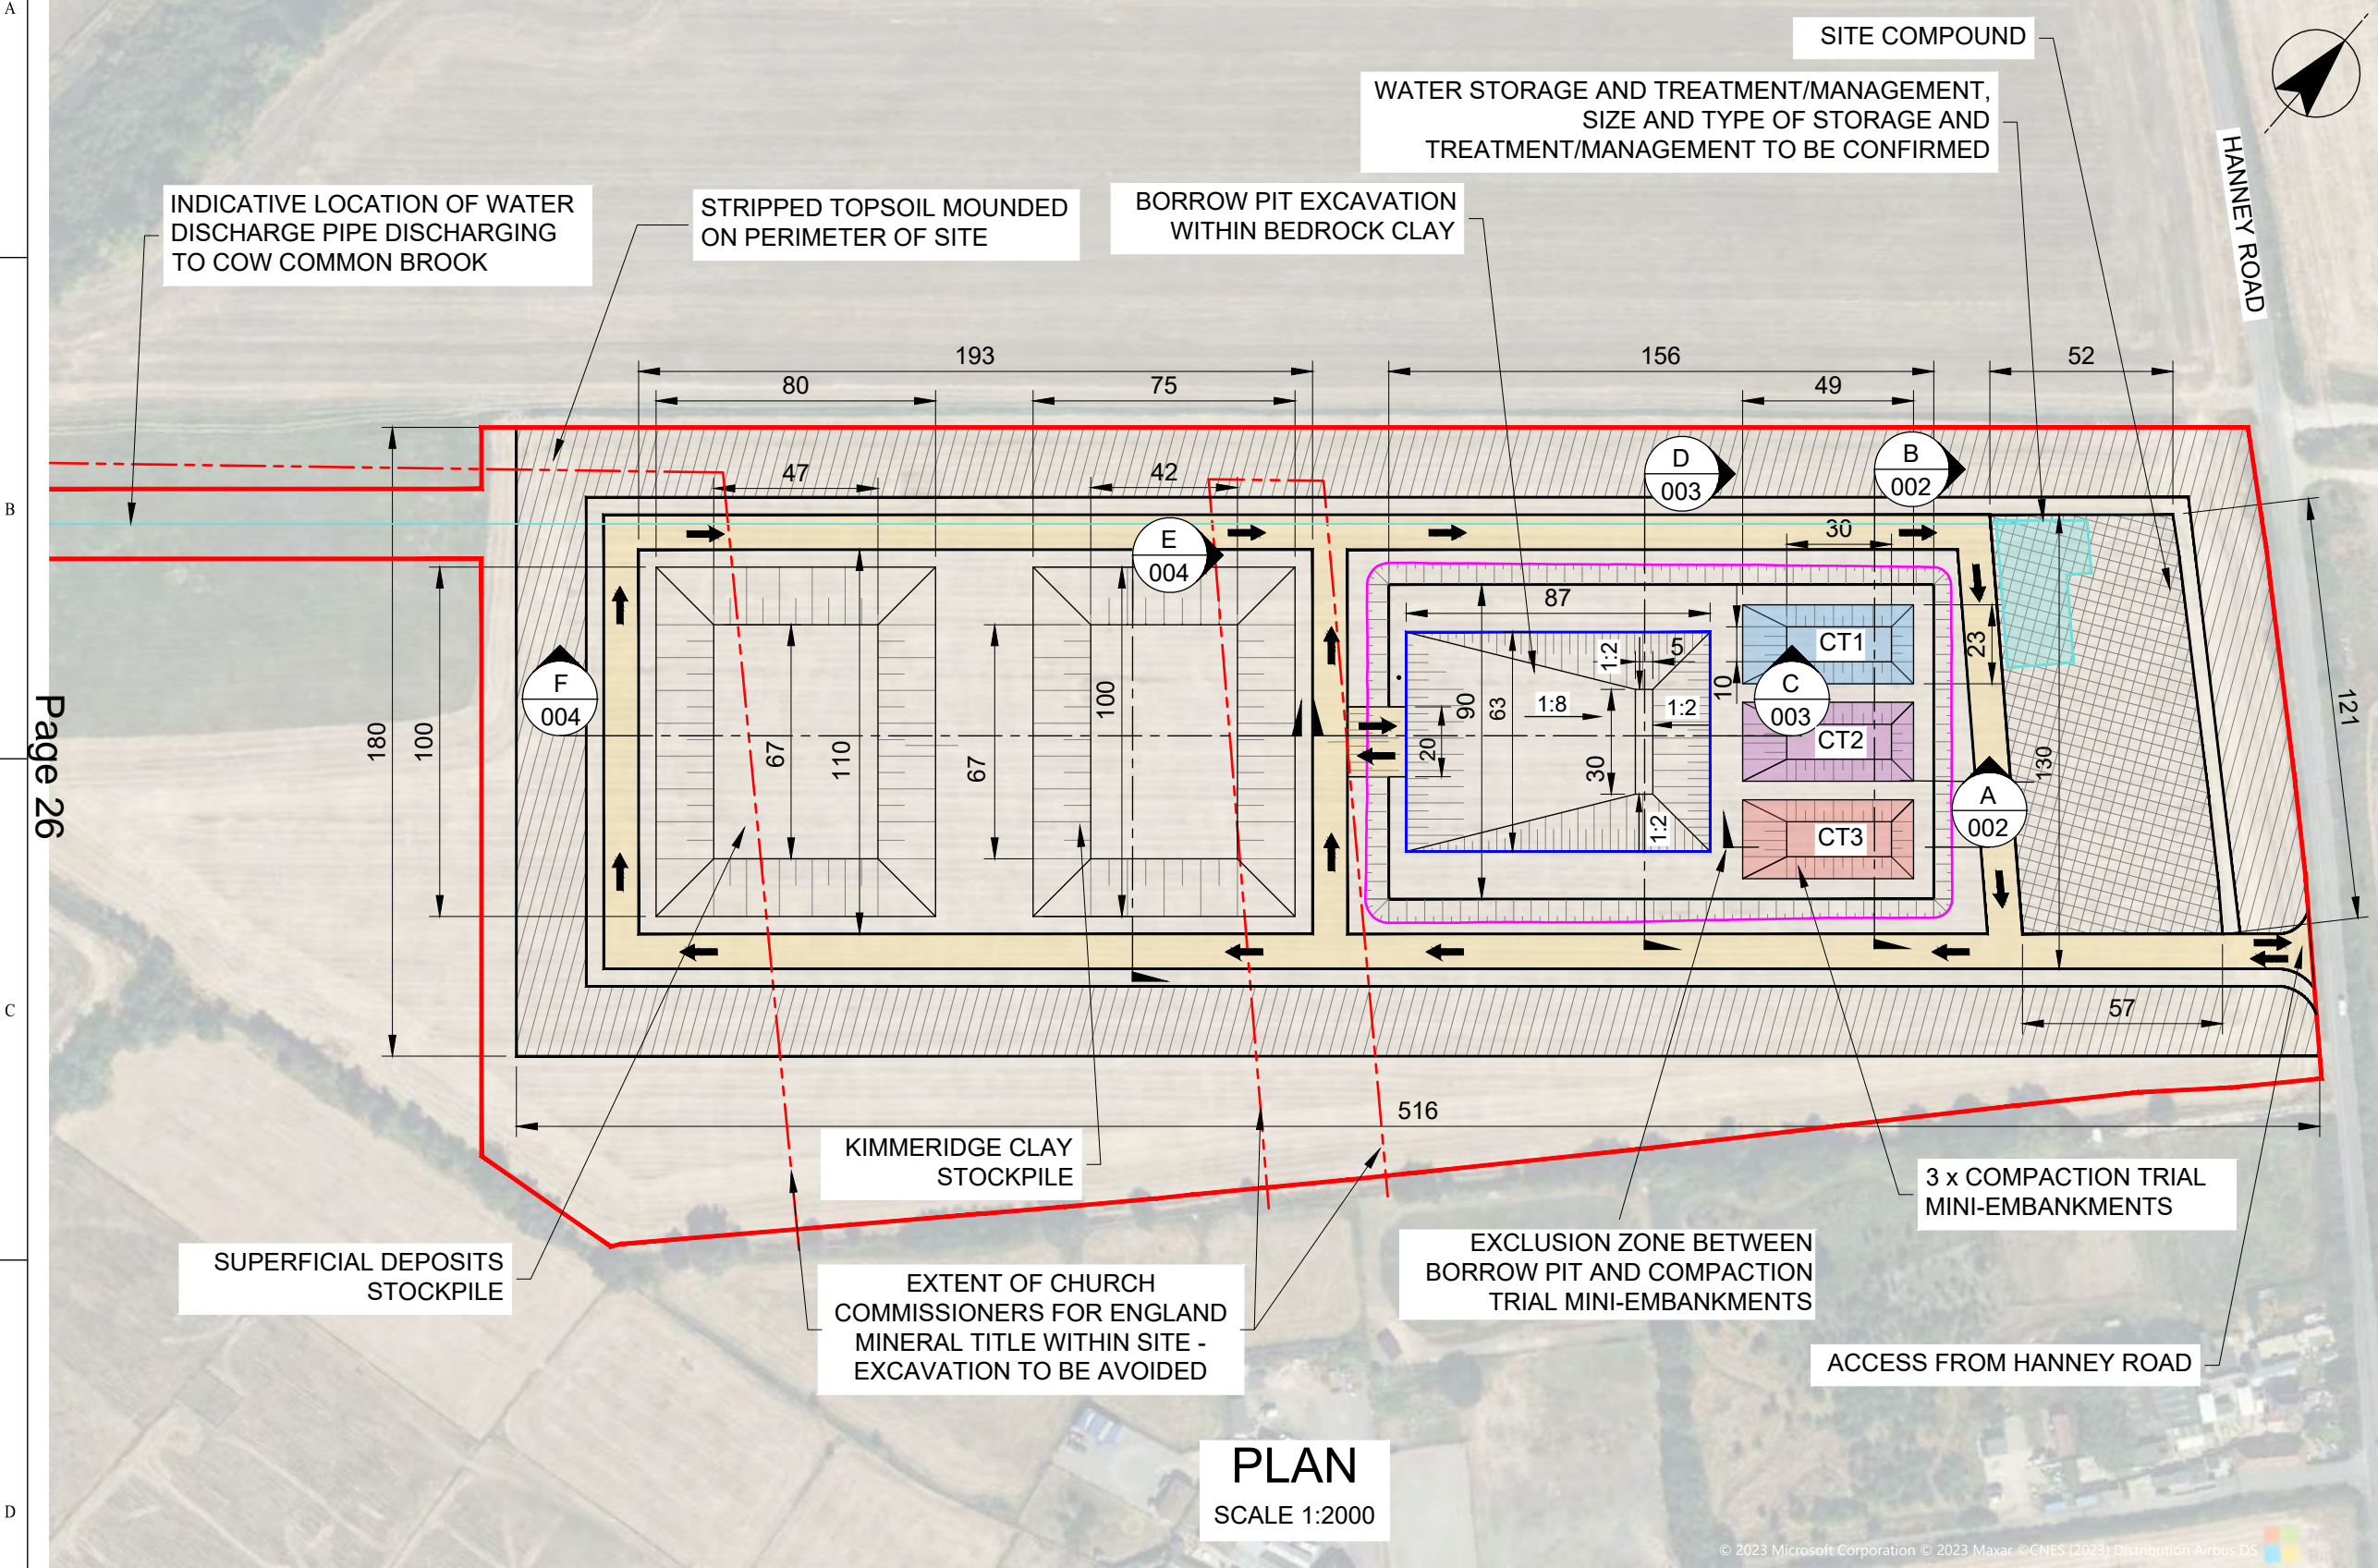 A
SITE COMPOUND
WATER STORAGE AND TREATMENT/MANAGEMENT,
SIZE AND TYPE OF STORAGE AND
TREATMENT/MANAGEMENT TO BE CONFIRMED
HANNEY ROAD
INDICATIVE LOCATION OF WATER
DISCHARGE PIPE DISCHARGING
TO COW COMMON BROOK
STRIPPED TOPSOIL MOUNDED
ON PERIMETER OF SITE
BORROW PIT EXCAVATION
WITHIN BEDROCK CLAY
193
156
52
80
75
49
47
42
D
003
B
002
B
30
E
004
87
1:2
5
CT1
23
10
F
004
C
003
100
90
63
1:8
1:2
121
Page 26
180
100
67
110
67
20
30
CT2
130
A
002
1:2
CT3
C
57
516
KIMMERIDGE CLAY
STOCKPILE
3 x COMPACTION TRIAL
MINI-EMBANKMENTS
SUPERFICIAL DEPOSITS
STOCKPILE
EXTENT OF CHURCH
COMMISSIONERS FOR ENGLAND
MINERAL TITLE WITHIN SITE -
EXCAVATION TO BE AVOIDED
EXCLUSION ZONE BETWEEN
BORROW PIT AND COMPACTION
TRIAL MINI-EMBANKMENTS
ACCESS FROM HANNEY ROAD
PLAN
SCALE 1:2000
D
© 2023 Microsoft Corporation © 2023 Maxar ©CNES (2023) Distribution Airbus DS